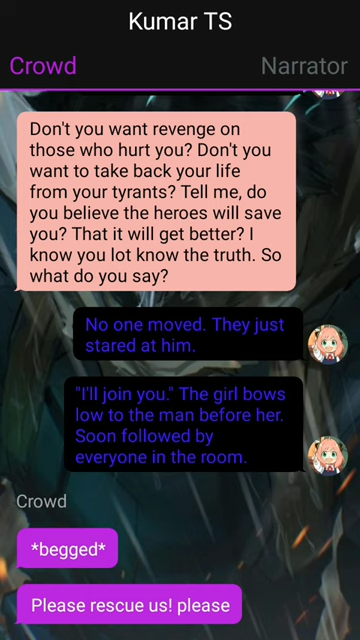 Kumar TS
Crowd
Narrator
Don't you want revenge on
those who hurt you? Don't you
want to take back your life
from your tyrants? Tell me, do
you believe the heroes will save
you? That it will get better? I
know you lot know the truth. So
what do you say?
No one moved. They just
stared at him.
"I'll join you." The girl bows
low to the man before her.
Soon followed by
everyone in the room.
Crowd
*begged*
Please rescue us! please